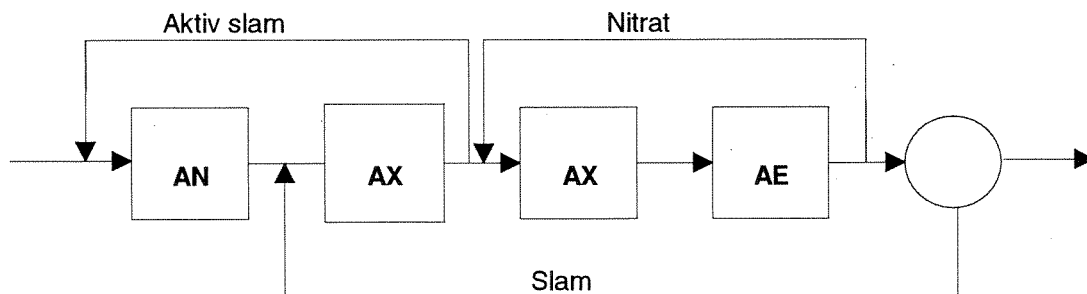 Aktiv slam
Nitrat
AN
AX
AX
AE
Slam